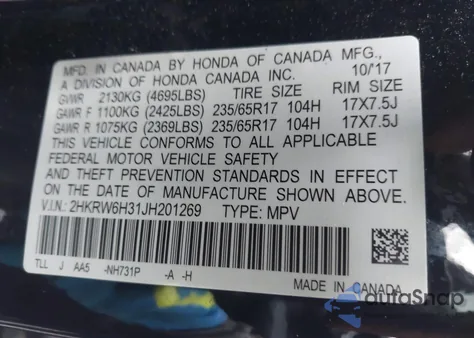 MFD. IN CANADA BY HONDA OF CANADA MFG.,
A DIVISION OF HONDA CANADA INC. 10/17
GVWR 2130KG (4695LBS) TIRE SIZE RIM SIZE
GAWR F 1100KG (2425LBS) 235/65R17 104H 17X7.5J
GAWR R 1075KG (2369LBS) 235/65R17 104H 17X7.5J
THIS VEHICLE CONFORMS TO ALL APPLICABLE
FEDERAL MOTOR VEHICLE SAFETY
AND THEFT PREVENTION STANDARDS IN EFFECT
ON THE DATE OF MANUFACTURE SHOWN ABOVE.
V.I.N.: 2HKRW6H31JH201269 TYPE: MPV
TLL J AA5 -NH731P -A -H
MADE IN CANADA
autoSnap